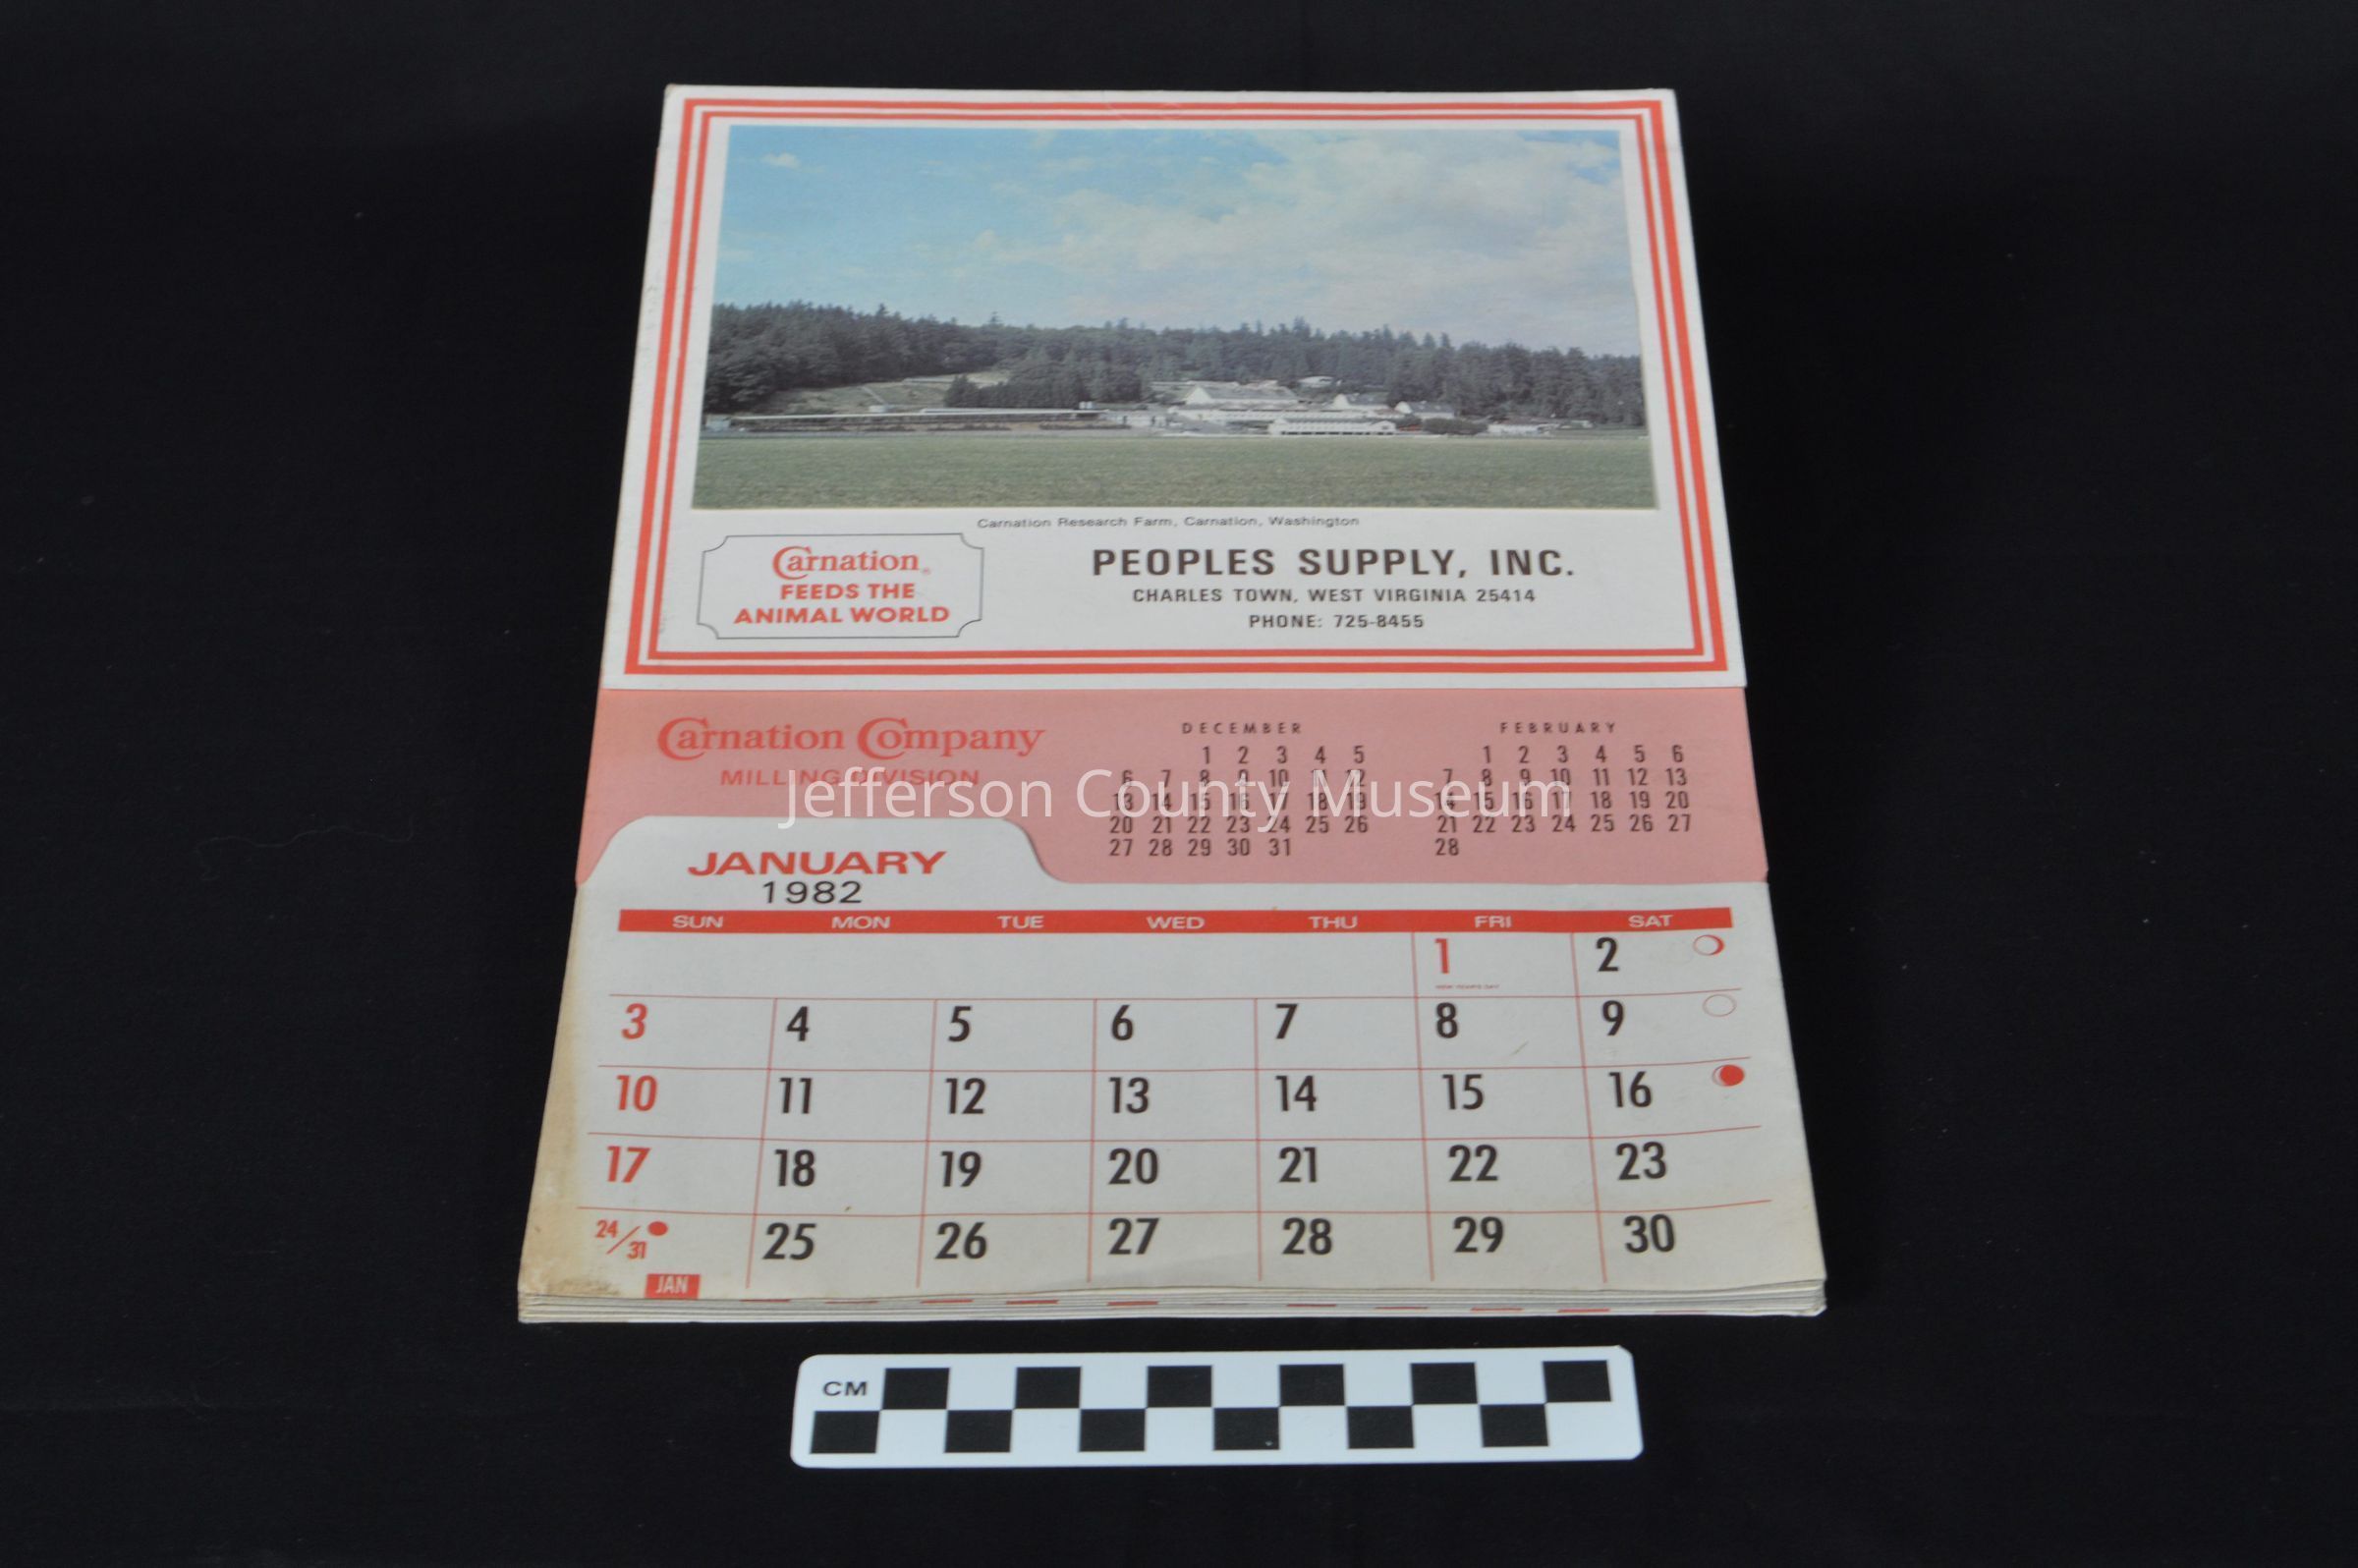 Carnation Research Farm, Carnation, Washington
Carnation®
FEEDS THE
ANIMAL WORLD
PEOPLES SUPPLY, INC.
CHARLES TOWN, WEST VIRGINIA 25414
PHONE: 725-8455
Carnation Company
MILLING DIVISION
DECEMBER
1 2 3 4 5
6 7 8 9 10 11 12
13 14 15 16 17 18 19
20 21 22 23 24 25 26
27 28 29 30 31
FEBRUARY
1 2 3 4 5 6
7 8 9 10 11 12 13
14 15 16 17 18 19 20
21 22 23 24 25 26 27
28
Jefferson County Museum
JANUARY
1982
SUN MON TUE WED THU FRI SAT
1 2
NEW YEAR'S DAY
3 4 5 6 7 8 9
10 11 12 13 14 15 16
17 18 19 20 21 22 23
24/31 25 26 27 28 29 30
JAN
CM